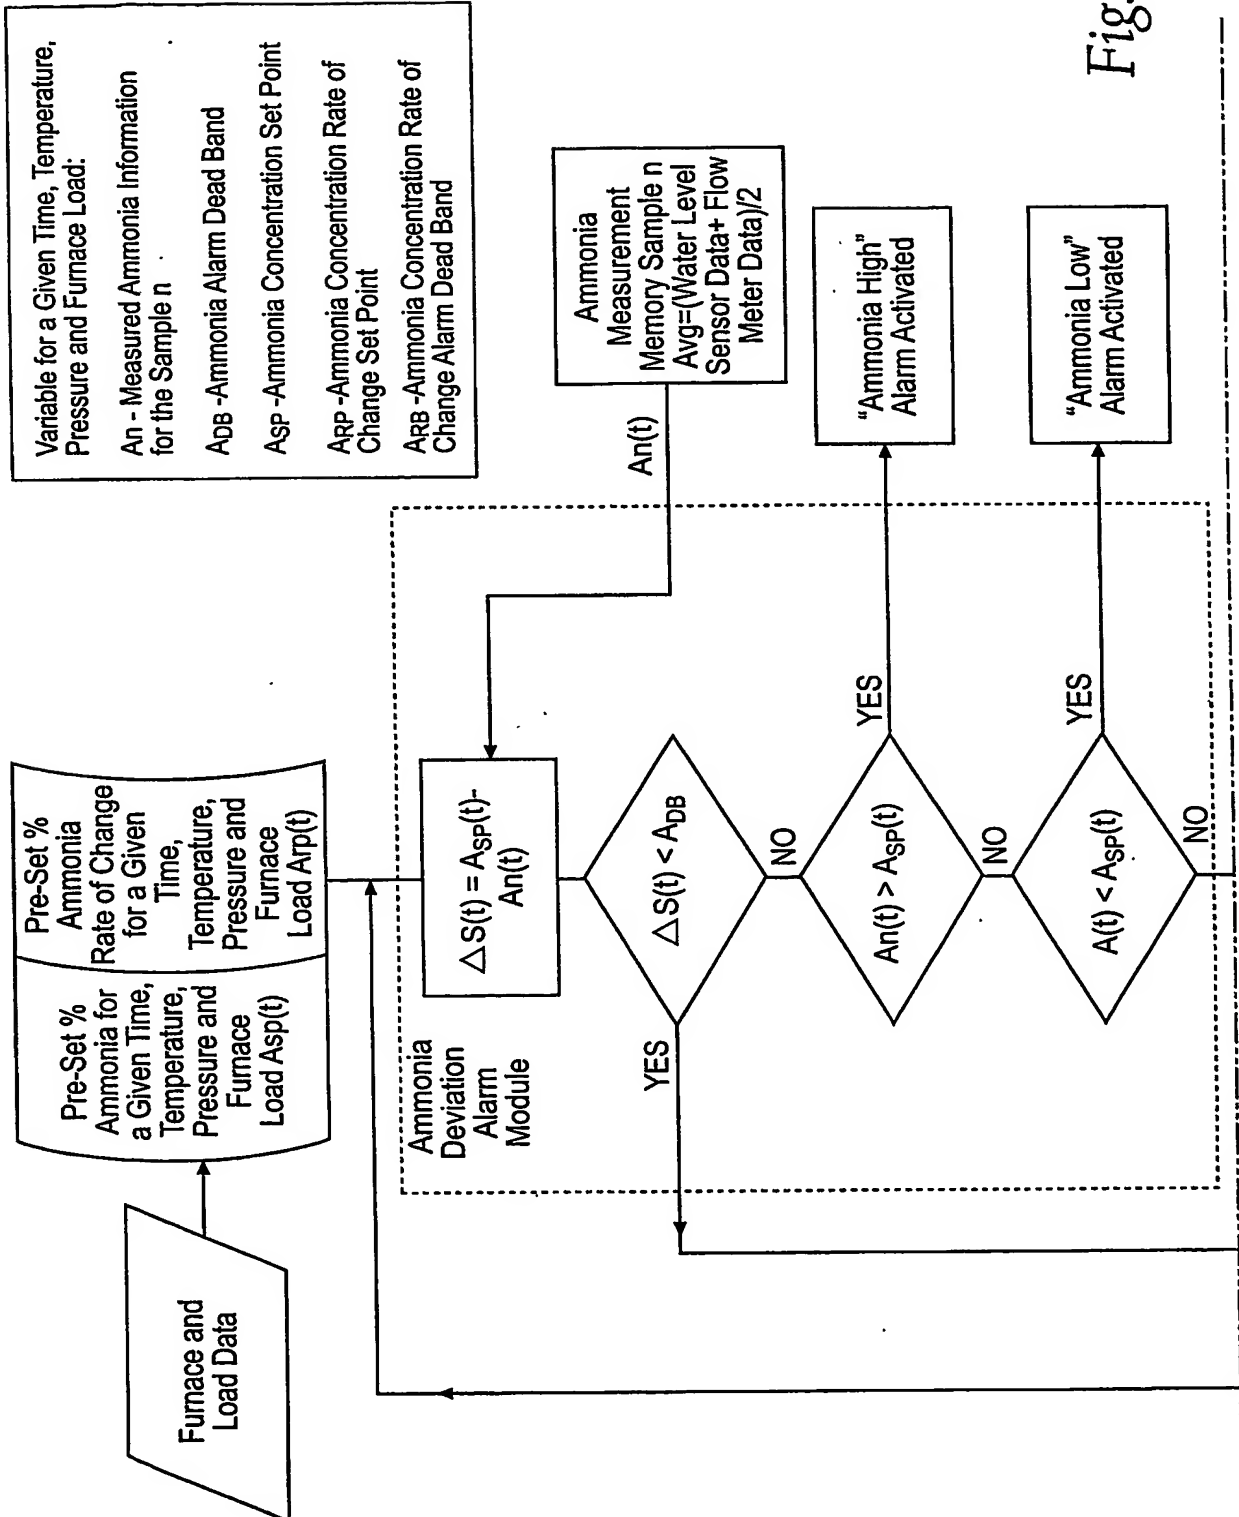 Furnace and
Load Data
Pre-Set %
Ammonia for
a Given Time,
Temperature,
Pressure and
Furnace
Load Asp(t)
Pre-Set %
Ammonia
Rate of Change
for a Given
Time,
Temperature,
Pressure and
Furnace
Load Arp(t)
Variable for a Given Time, Temperature,
Pressure and Furnace Load:
An - Measured Ammonia Information
for the Sample n
ADB -Ammonia Alarm Dead Band
ASP -Ammonia Concentration Set Point
ARP -Ammonia Concentration Rate of
Change Set Point
ARB -Ammonia Concentration Rate of
Change Alarm Dead Band
Ammonia
Deviation
Alarm
Module
△S(t) = ASP(t)-
An(t)
An(t)
Ammonia
Measurement
Memory Sample n
Avg=(Water Level
Sensor Data+ Flow
Meter Data)/2
△S(t) < ADB
YES
NO
An(t) > ASP(t)
YES
"Ammonia High"
Alarm Activated
NO
A(t) < ASP(t)
YES
"Ammonia Low"
Alarm Activated
NO
Fig.